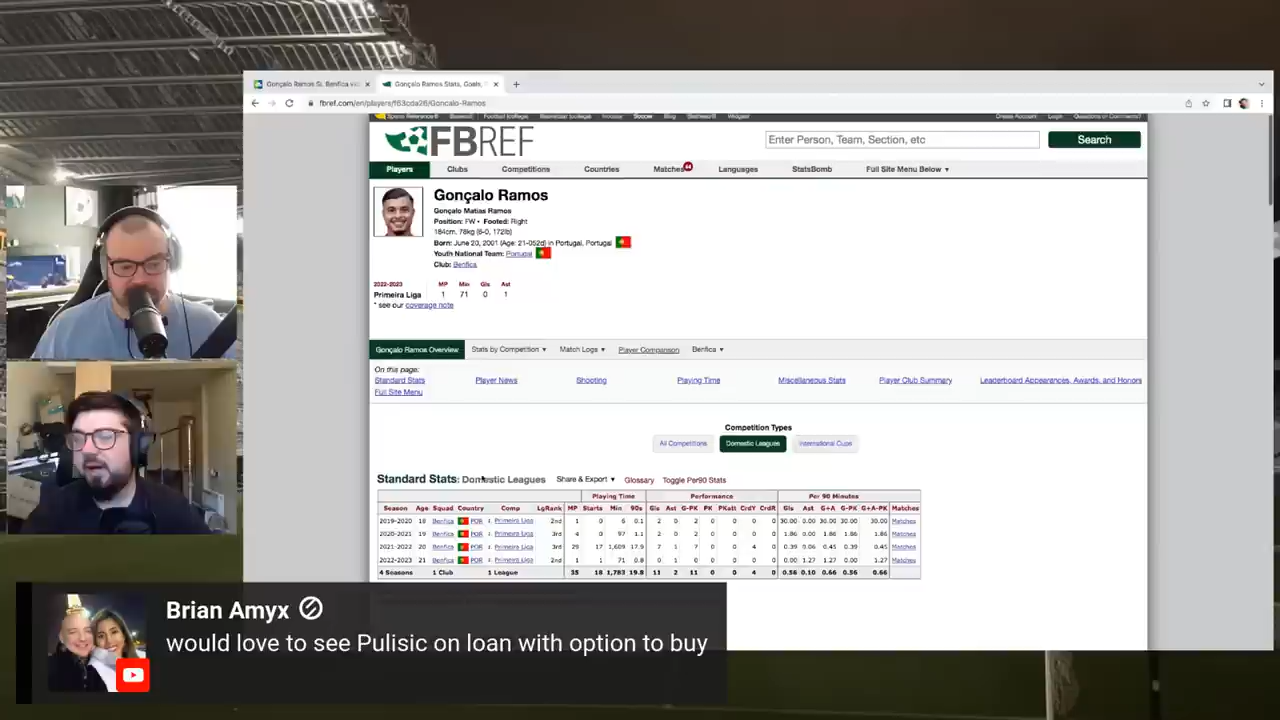 Gonçalo Ramos SL Benfica
Gonçalo Ramos Stats, Goals,
fbref.com/en/players/f63cda26/Goncalo-Ramos
FBREF
Enter Person, Team, Section, etc
Search
Players Clubs Competitions Countries Matches 44 Languages StatsBomb Full Site Menu Below ▼
Gonçalo Ramos
Gonçalo Matias Ramos
Position: FW • Footed: Right
184cm, 78kg (6-0, 172lb)
Born: June 20, 2001 (Age: 21-052d) in Portugal, Portugal
Youth National Team: Portugal
Club: Benfica
2022-2023 MP Min Gls Ast
Primeira Liga 1 71 0 1
* see our coverage note
Gonçalo Ramos Overview Stats by Competition ▼ Match Logs ▼ Player Comparison Benfica ▼
On this page:
Standard Stats Player News Shooting Playing Time Miscellaneous Stats Player Club Summary Leaderboard Appearances, Awards, and Honors
Full Site Menu
Competition Types
All Competitions Domestic Leagues International Cups
Standard Stats: Domestic Leagues Share & Export ▼ Glossary Toggle Per90 Stats
Playing Time Performance Per 90 Minutes
Season Age Squad Country Comp LgRank MP Starts Min 90s Gls Ast G-PK PK PKatt CrdY CrdR Gls Ast G+A G-PK G+A-PK Matches
2019-2020 18 Benfica POR 1. Primeira Liga 2nd 1 0 6 0.1 2 0 2 0 0 0 0 30.00 0.00 30.00 30.00 30.00 Matches
2020-2021 19 Benfica POR 1. Primeira Liga 3rd 4 0 97 1.1 2 0 2 0 0 0 0 1.86 0.00 1.86 1.86 1.86 Matches
2021-2022 20 Benfica POR 1. Primeira Liga 3rd 29 17 1,609 17.9 7 1 7 0 0 4 0 0.39 0.06 0.45 0.39 0.45 Matches
2022-2023 21 Benfica POR 1. Primeira Liga 2nd 1 1 71 0.8 0 1 0 0 0 0 0 0.00 1.27 1.27 0.00 1.27 Matches
4 Seasons 1 Club 1 League 35 18 1,783 19.8 11 2 11 0 0 4 0 0.56 0.10 0.66 0.56 0.66
Brian Amyx
would love to see Pulisic on loan with option to buy